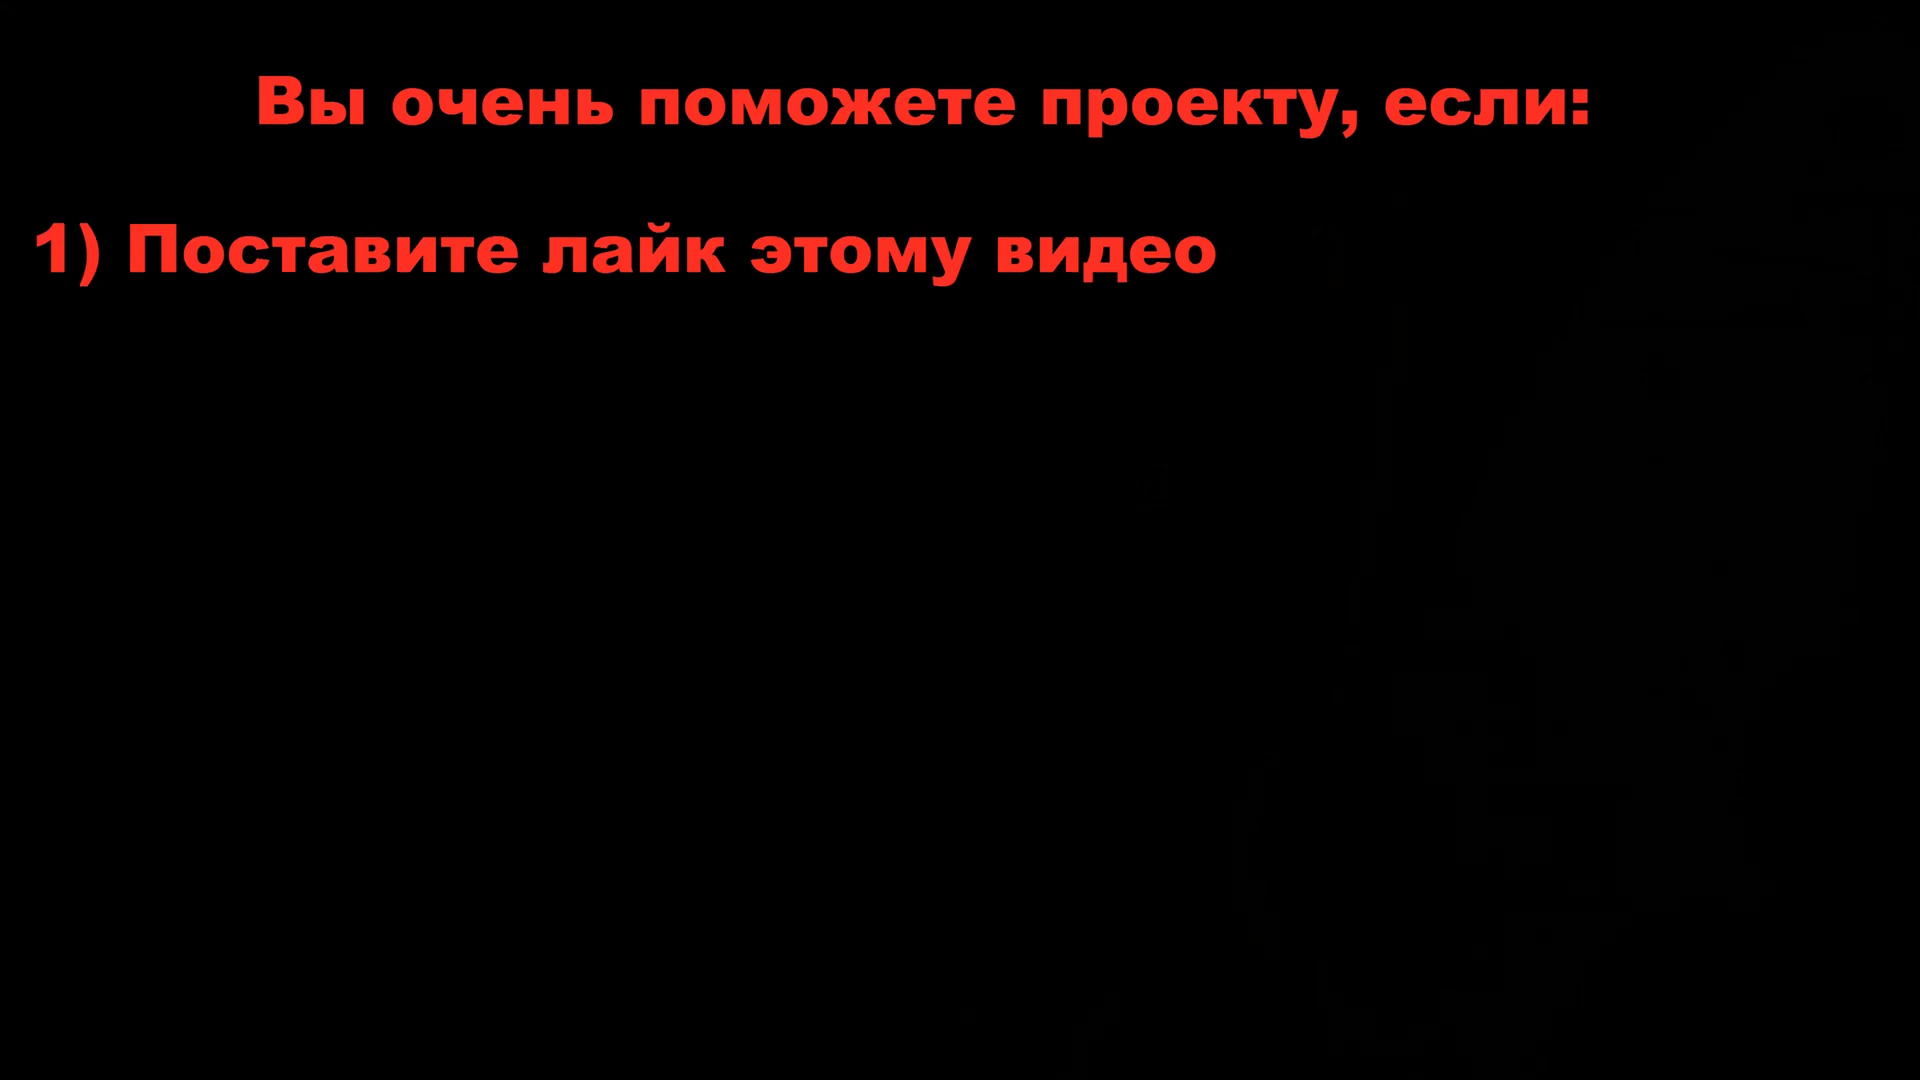 Вы очень поможете проекту, если:
1) Поставите лайк этому видео